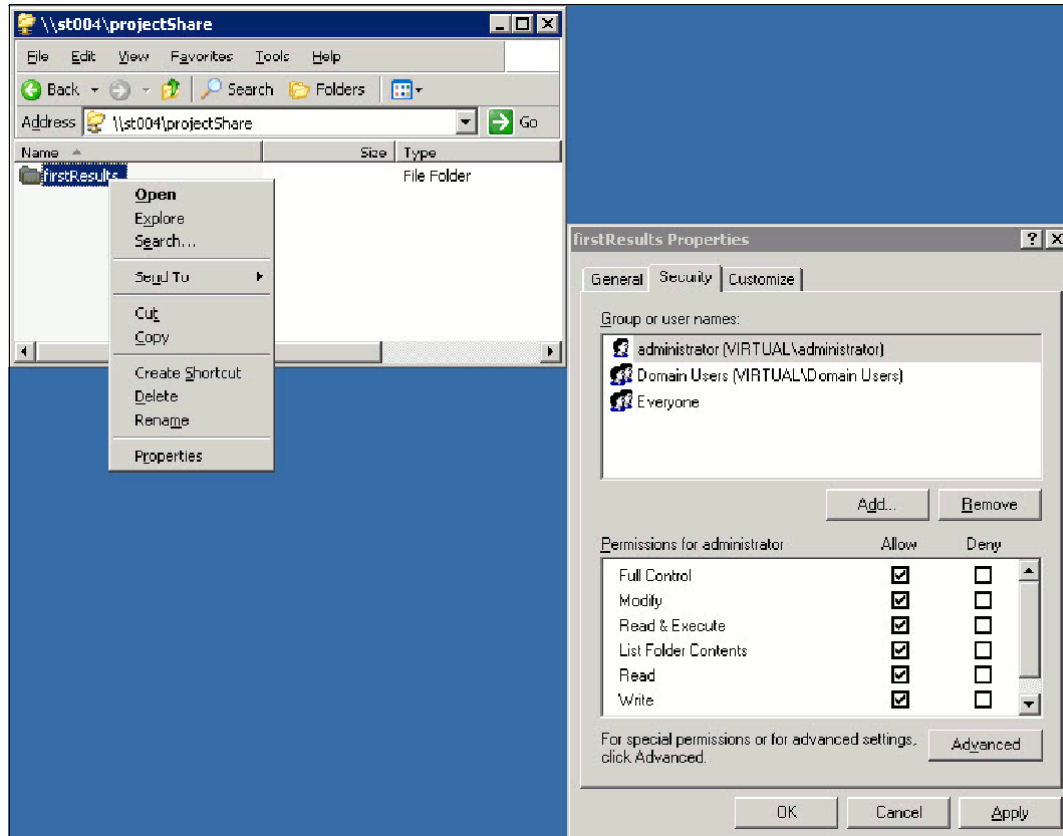 \\st004\projectShare
File Edit View Favorites Tools Help
Back Search Folders
Address \\st004\projectShare Go
Name Size Type
firstResults File Folder
Open
Explore
Search...
Send To
Cut
Copy
Create Shortcut
Delete
Rename
Properties
firstResults Properties
General Security Customize
Group or user names:
administrator (VIRTUAL\administrator)
Domain Users (VIRTUAL\Domain Users)
Everyone
Add... Remove
Permissions for administrator Allow Deny
Full Control
Modify
Read & Execute
List Folder Contents
Read
Write
For special permissions or for advanced settings,
click Advanced.
Advanced
OK Cancel Apply